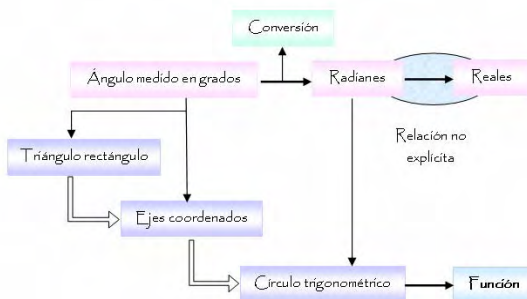 Conversión
Ángulo medido en grados
Radianes
Reales
Relación no
explícita
Triángulo rectángulo
Ejes coordenados
Círculo trigonométrico
Función